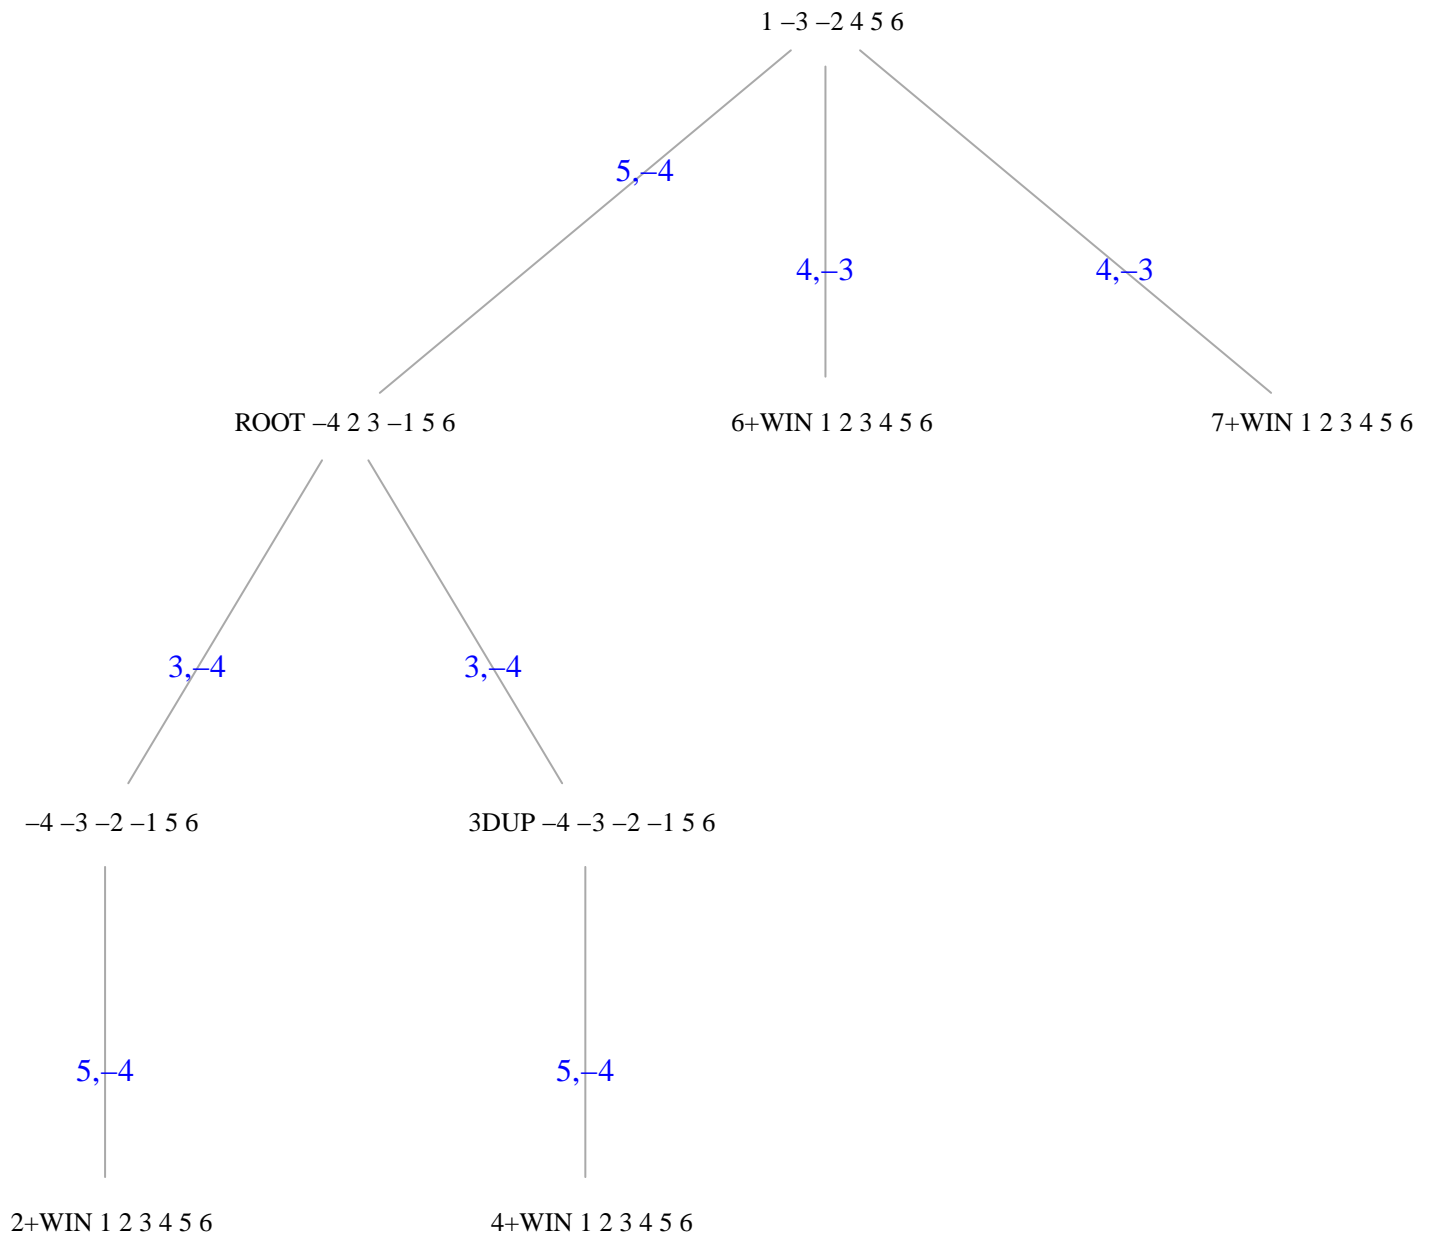 1 –3 –2 4 5 6
5,–4
4,–3
4,–3
ROOT –4 2 3 –1 5 6
6+WIN 1 2 3 4 5 6
7+WIN 1 2 3 4 5 6
3,–4
3,–4
–4 –3 –2 –1 5 6
3DUP –4 –3 –2 –1 5 6
5,–4
5,–4
2+WIN 1 2 3 4 5 6
4+WIN 1 2 3 4 5 6